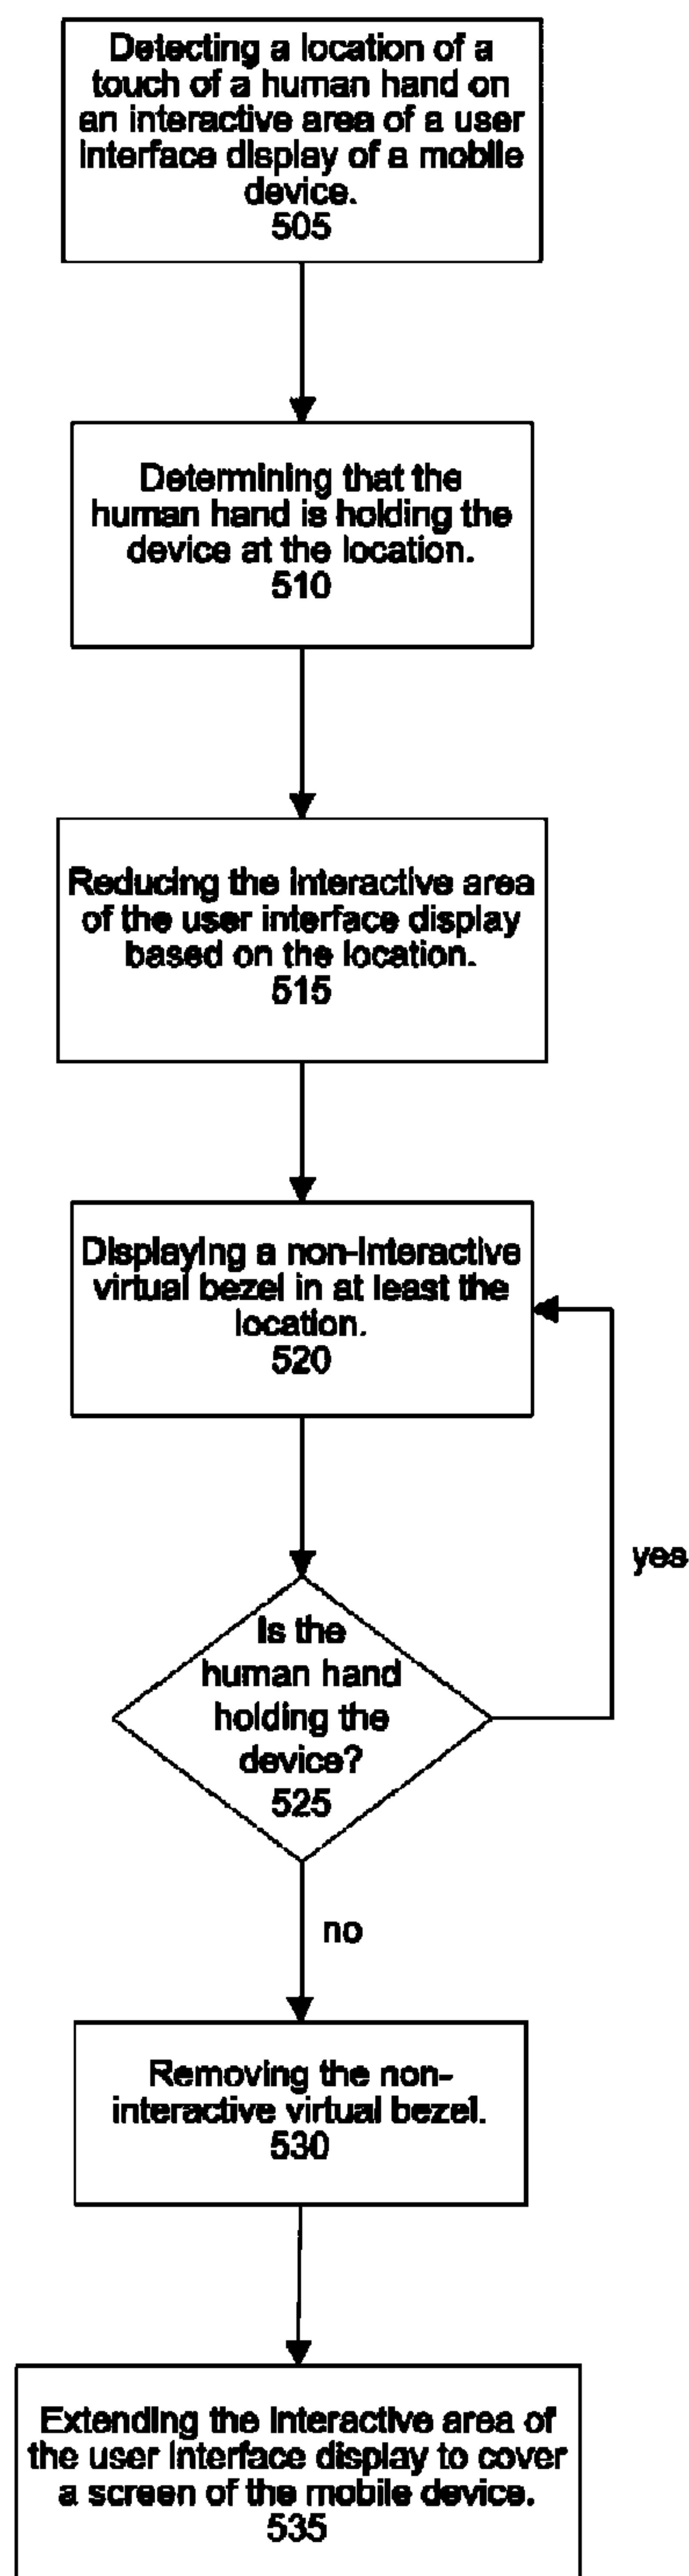 Detecting a location of a
touch of a human hand on
an interactive area of a user
interface display of a mobile
device.
505
Determining that the
human hand is holding the
device at the location.
510
Reducing the interactive area
of the user interface display
based on the location.
515
Displaying a non-interactive
virtual bezel in at least the
location.
520
yes
Is the
human hand
holding the
device?
525
no
Removing the non-
interactive virtual bezel.
530
Extending the interactive area of
the user interface display to cover
a screen of the mobile device.
535